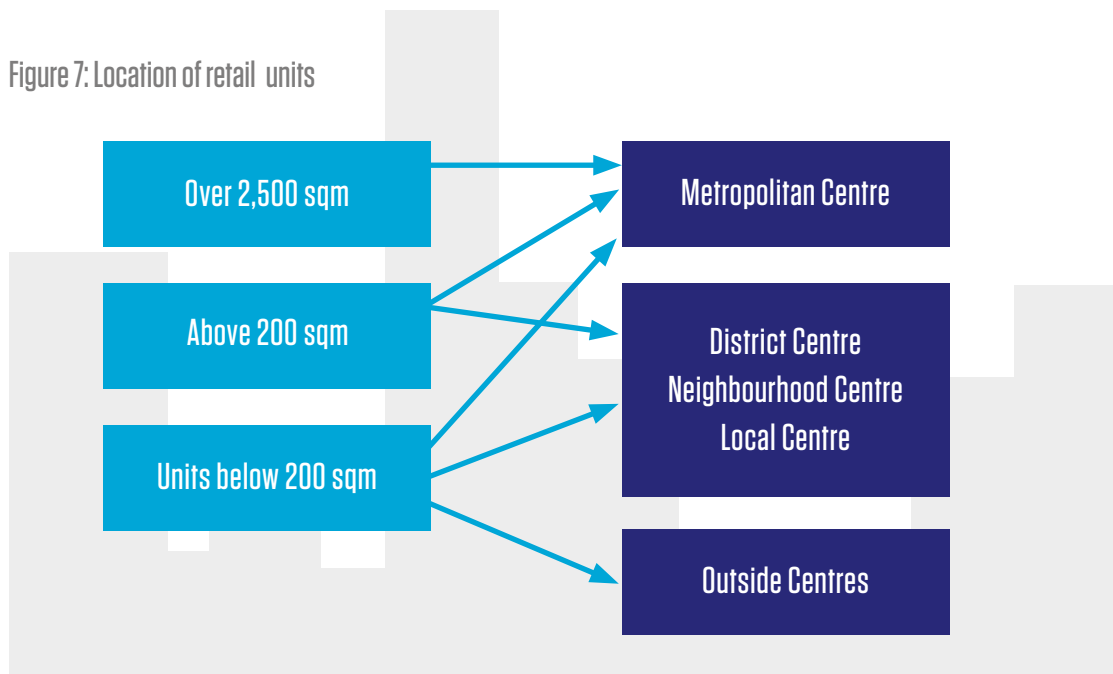 Figure 7: Location of retail units
Over 2,500 sqm
Metropolitan Centre
Above 200 sqm
District Centre
Neighbourhood Centre
Local Centre
Units below 200 sqm
Outside Centres